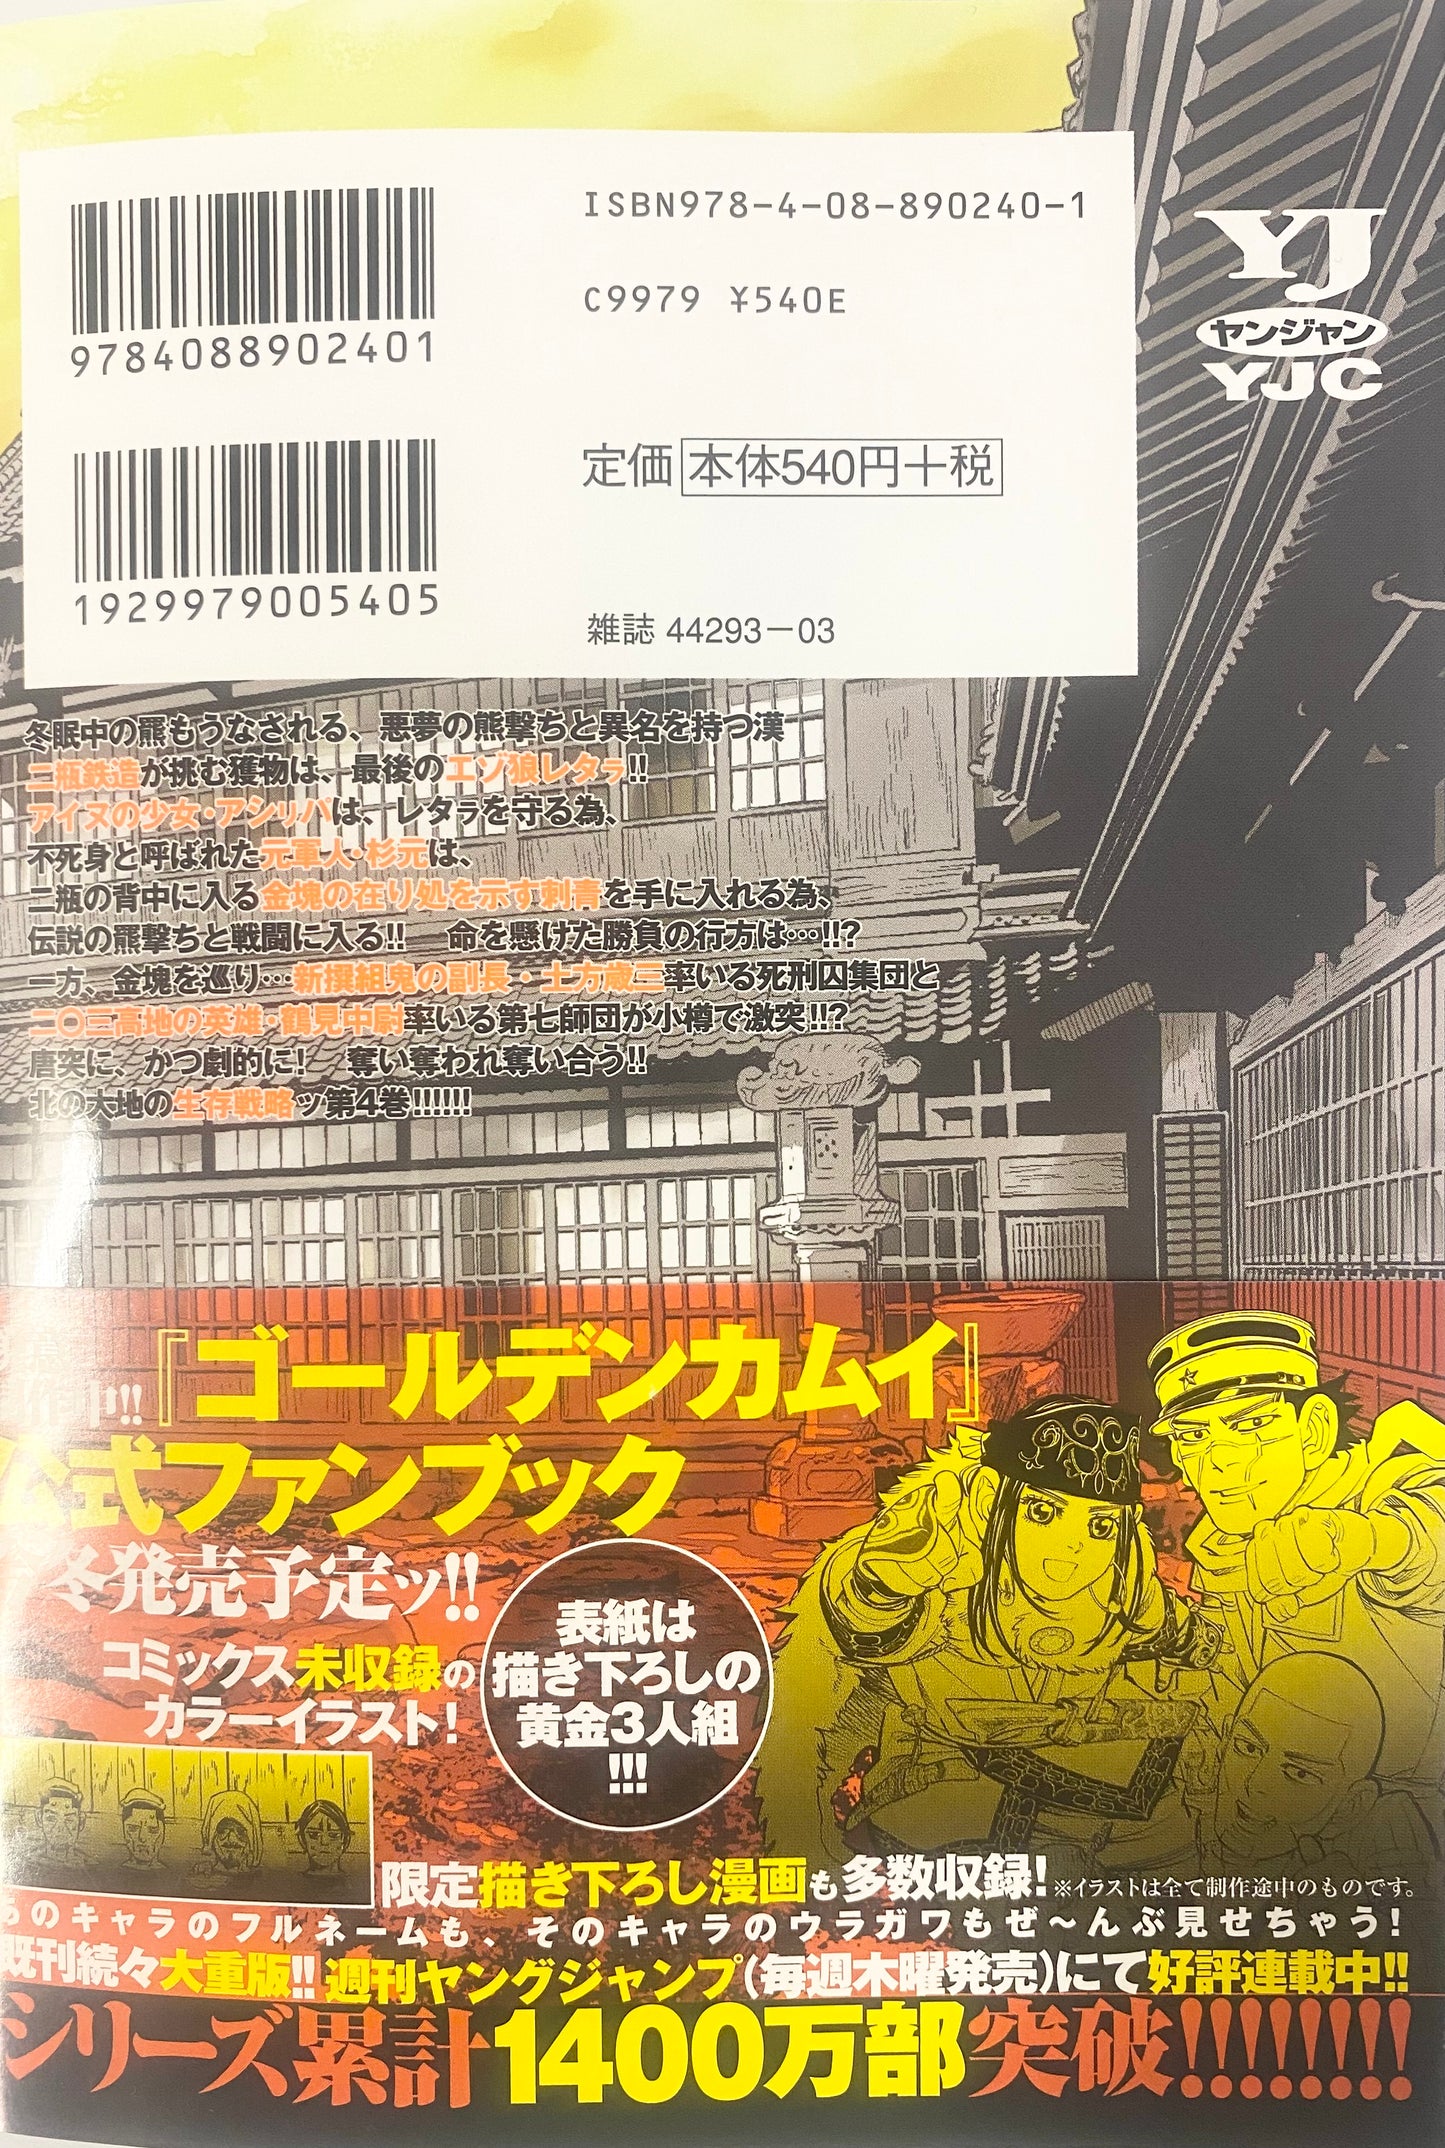 ISBN978-4-08-890240-1
C9979 ¥540E
9784088902401
定価 本体540円+税
1929979005405
雑誌 44293-03
YJ
ヤンジャン
YJC
冬眠中の羆もうなされる、悪夢の熊撃ちと異名を持つ漢
二瓶鉄造が挑む獲物は、最後のエゾ狼レタㇻ!!
アイヌの少女・アシㇼパは、レタㇻを守る為、
不死身と呼ばれた元軍人・杉元は、
二瓶の背中に入る金塊の在り処を示す刺青を手に入れる為、
伝説の羆撃ちと戦闘に入る!! 命を懸けた勝負の行方は…!!?
一方、金塊を巡り…新撰組鬼の副長・土方歳三率いる死刑囚集団と
二〇三高地の英雄・鶴見中尉率いる第七師団が小樽で激突!!?
唐突に、かつ劇的に! 奪い奪われ奪い合う!!
北の大地の生存戦略ッ第4巻!!!!!!
作中!!『ゴールデンカムイ』
公式ファンブック
冬発売予定ッ!!
コミックス未収録の
カラーイラスト!
表紙は
描き下ろしの
黄金3人組
!!!
限定描き下ろし漫画も多数収録!※イラストは全て制作途中のものです。
のキャラのフルネームも、そのキャラのウラガワもぜ〜んぶ見せちゃう!
既刊続々大重版!!週刊ヤングジャンプ(毎週木曜発売)にて好評連載中!!
シリーズ累計1400万部突破!!!!!!!!